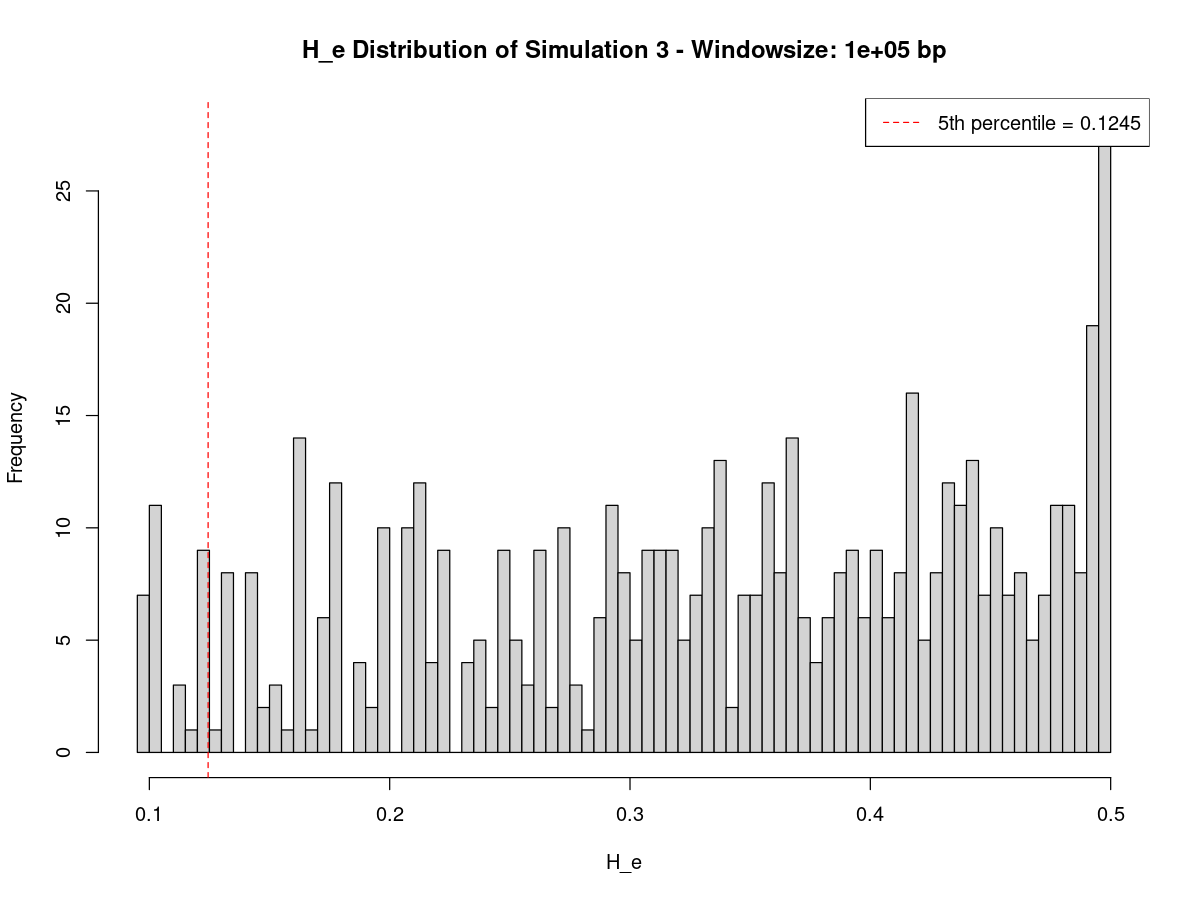 H_e Distribution of Simulation 3 - Windowsize: 1e+05 bp
5th percentile = 0.1245
Frequency
25
20
15
10
5
0
0.1 0.2 0.3 0.4 0.5
H_e